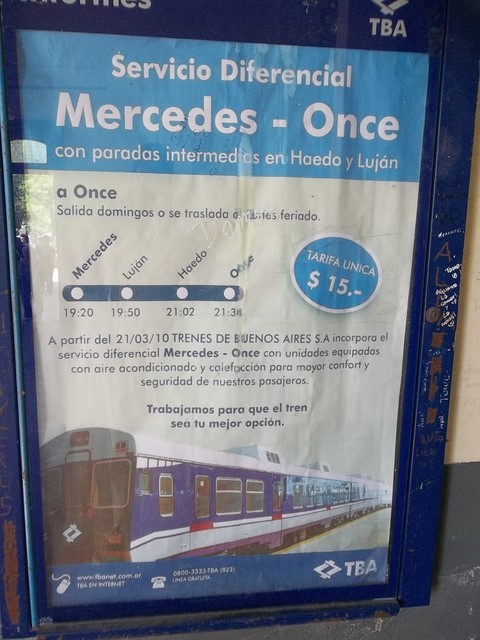 TBA
Servicio Diferencial
Mercedes - Once
con paradas intermedias en Haedo y Luján
a Once
Salida domingos o se traslada a lunes feriado.
Mercedes Luján Haedo Once
19:20 19:50 21:02 21:34
TARIFA UNICA
$ 15.-
A partir del 21/03/10 TRENES DE BUENOS AIRES S.A incorpora el
servicio diferencial Mercedes - Once con unidades equipadas
con aire acondicionado y calefacción para mayor confort y
seguridad de nuestros pasajeros.
Trabajamos para que el tren
sea tu mejor opción.
www.tbanet.com.ar
TBA EN INTERNET
0800-3333-TBA (822)
LINEA GRATUITA
TBA